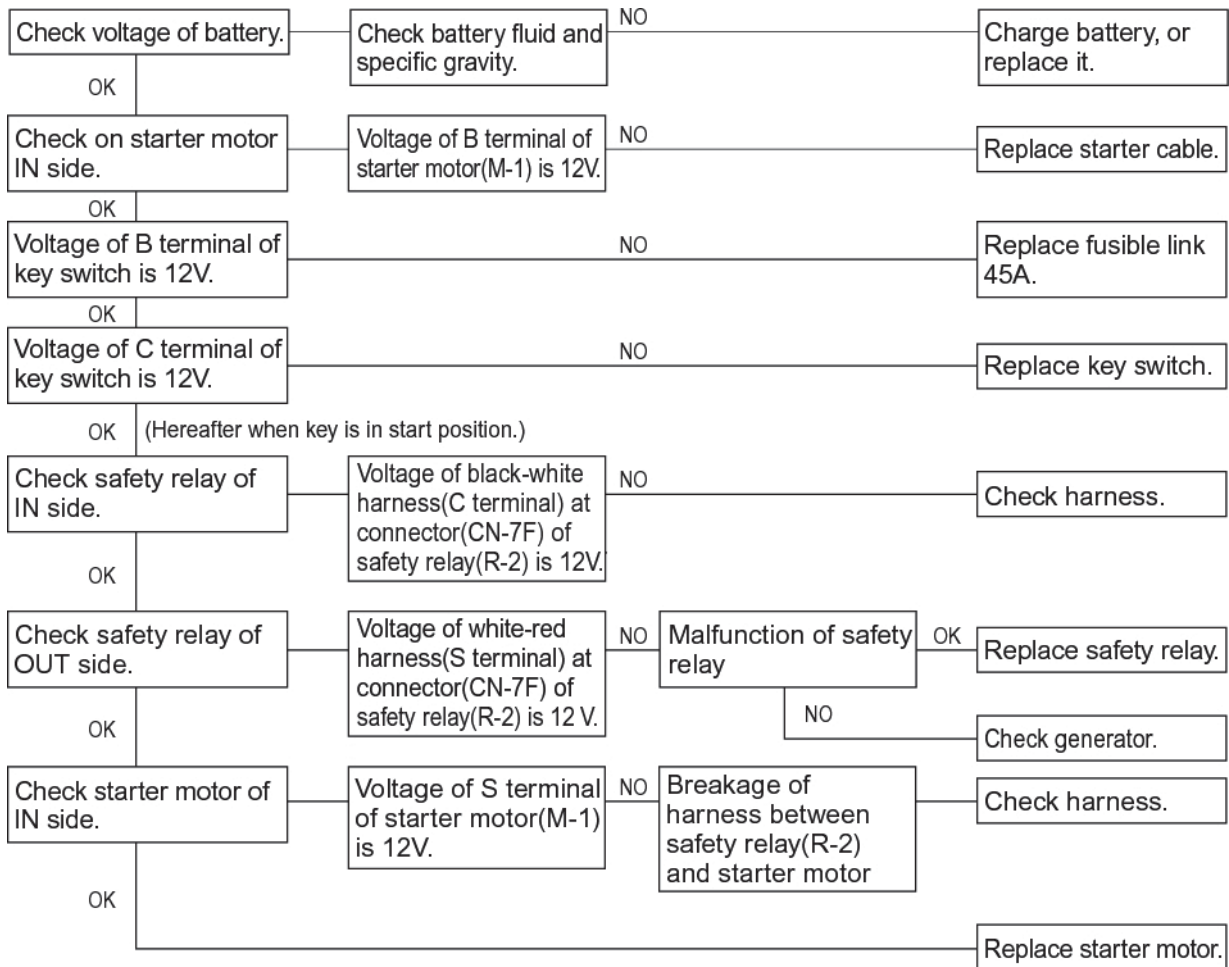 Check voltage of battery.
Check battery fluid and
specific gravity.
NO
Charge battery, or
replace it.
OK
Check on starter motor
IN side.
Voltage of B terminal of
starter motor(M-1) is 12V.
NO
Replace starter cable.
OK
Voltage of B terminal of
key switch is 12V.
NO
Replace fusible link
45A.
OK
Voltage of C terminal of
key switch is 12V.
NO
Replace key switch.
OK
(Hereafter when key is in start position.)
Check safety relay of
IN side.
Voltage of black-white
harness(C terminal) at
connector(CN-7F) of
safety relay(R-2) is 12V.
NO
Check harness.
OK
Check safety relay of
OUT side.
Voltage of white-red
harness(S terminal) at
connector(CN-7F) of
safety relay(R-2) is 12 V.
NO
Malfunction of safety
relay
OK
Replace safety relay.
NO
Check generator.
OK
Check starter motor of
IN side.
Voltage of S terminal
of starter motor(M-1)
is 12V.
NO
Breakage of
harness between
safety relay(R-2)
and starter motor
Check harness.
OK
Replace starter motor.